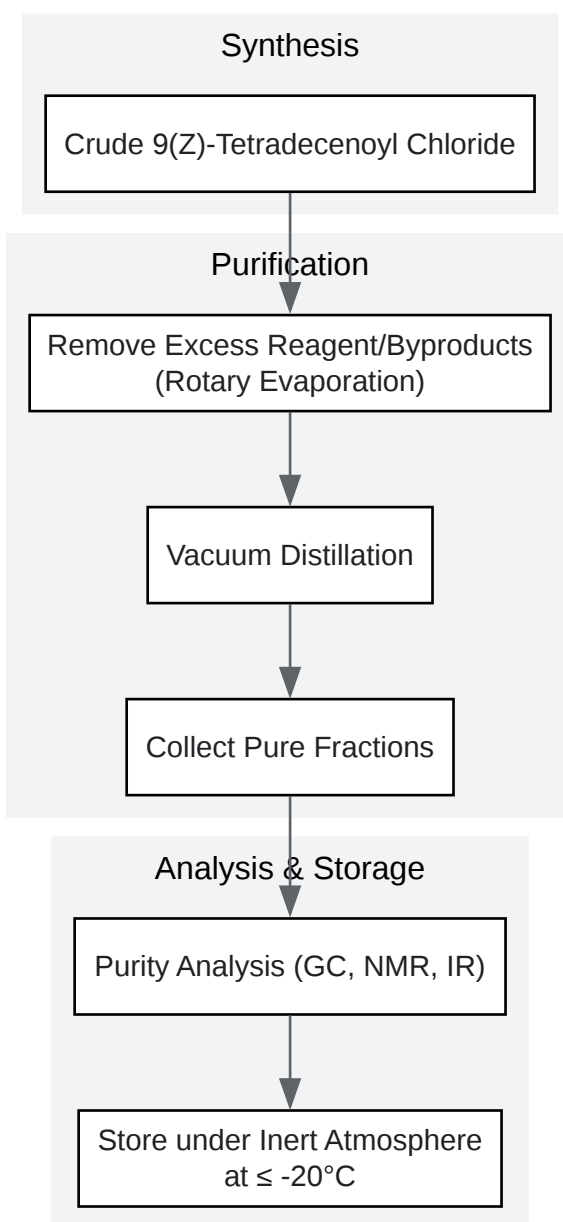 Synthesis
Crude 9(Z)-Tetradecenoyl Chloride
Purification
Remove Excess Reagent/Byproducts
(Rotary Evaporation)
Vacuum Distillation
Collect Pure Fractions
Analysis & Storage
Purity Analysis (GC, NMR, IR)
Store under Inert Atmosphere
at ≤ -20°C